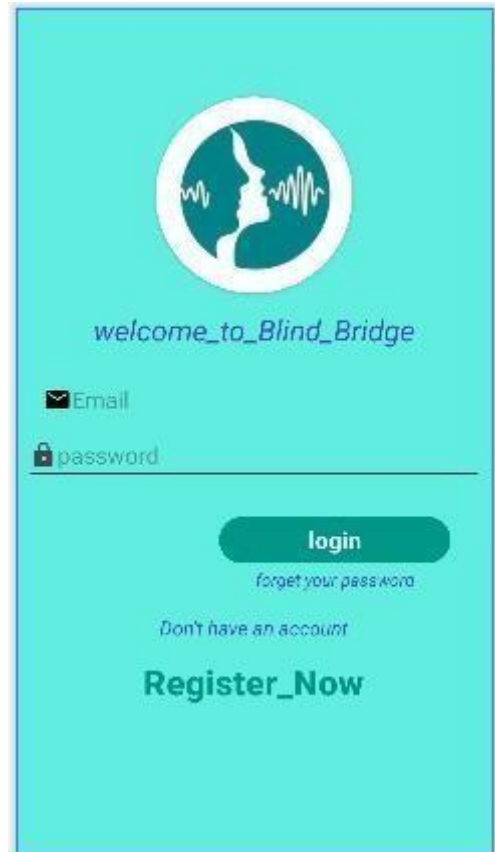 welcome_to_Blind_Bridge
Email
password
login
forget your password
Don't have an account
Register_Now